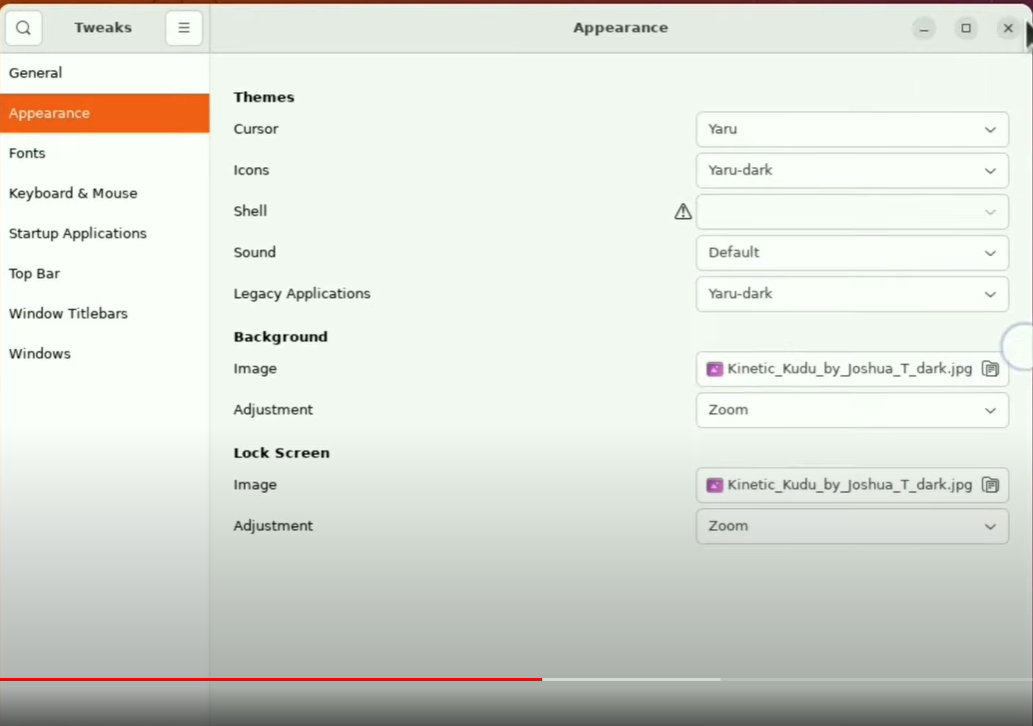 Tweaks
Appearance
General
Appearance
Fonts
Keyboard & Mouse
Startup Applications
Top Bar
Window Titlebars
Windows
Themes
Cursor Yaru
Icons Yaru-dark
Shell
Sound Default
Legacy Applications Yaru-dark
Background
Image Kinetic_Kudu_by_Joshua_T_dark.jpg
Adjustment Zoom
Lock Screen
Image Kinetic_Kudu_by_Joshua_T_dark.jpg
Adjustment Zoom